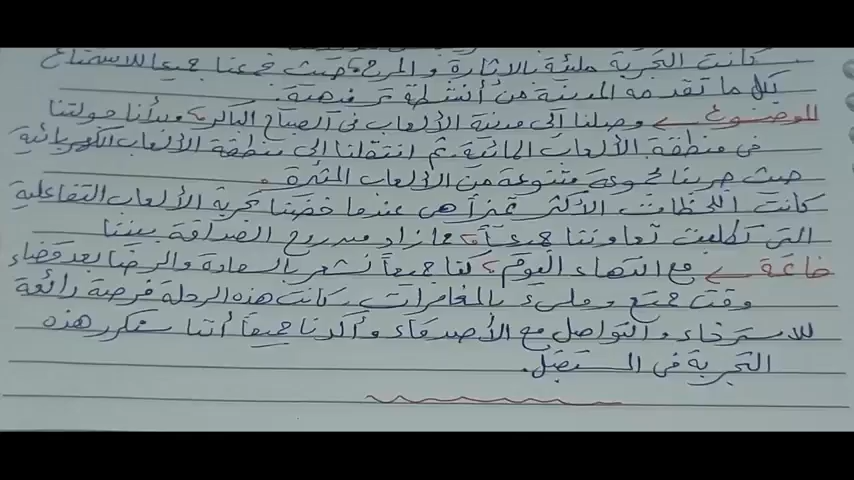 كانت التجربة مليئة بالاثارة والمرح، حيث تجمعنا جميعا للاستمتاع
بكل ما تقدمه المدينة من أنشطة ترفيهية.
الموضوع وصلنا إلى مدينة الألعاب في الصباح الباكر، وبدأنا جولتنا
في منطقة الألعاب المائية. ثم انتقلنا إلى منطقة الألعاب الكهربائية
حيث جربنا مجموعة متنوعة من الألعاب المثيرة.
كانت اللحظات الأكثر تميزاً هي عندما خضنا تجربة الألعاب التفاعلية
التي تطلبت تعاوننا جميعاً، مما زاد من روح الصداقة بيننا
خاتمة مع انتهاء اليوم، كنا جميعاً نشعر بالسعادة والرضا بعد قضاء
وقت ممتع ومليء بالمغامرات. كانت هذه الرحلة فرصة رائعة
للاسترخاء والتواصل مع الأصدقاء وأكدنا جميعاً أننا سنكرر هذه
التجربة في المستقبل.